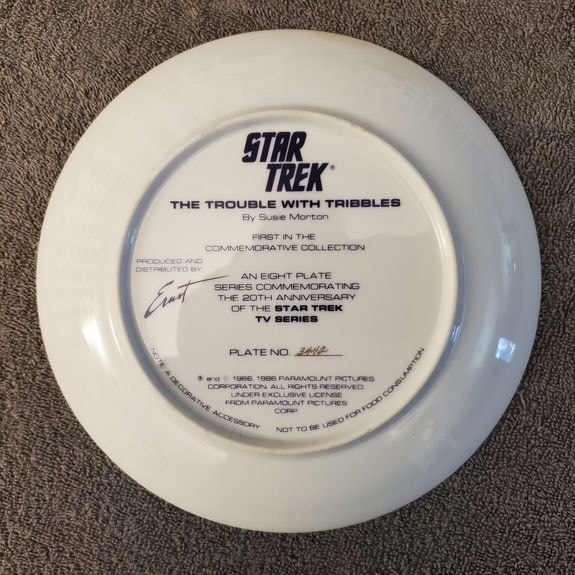 STAR
TREK®
THE TROUBLE WITH TRIBBLES
By Susie Morton
FIRST IN THE
COMMEMORATIVE COLLECTION
PRODUCED AND
DISTRIBUTED BY
Ernst
AN EIGHT PLATE
SERIES COMMEMORATING
THE 20TH ANNIVERSARY
OF THE STAR TREK
TV SERIES
PLATE NO. 3442
® and © 1966, 1986 PARAMOUNT PICTURES
CORPORATION. ALL RIGHTS RESERVED
UNDER EXCLUSIVE LICENSE
FROM PARAMOUNT PICTURES
CORP
NOTE: A DECORATIVE ACCESSORY NOT TO BE USED FOR FOOD CONSUMPTION